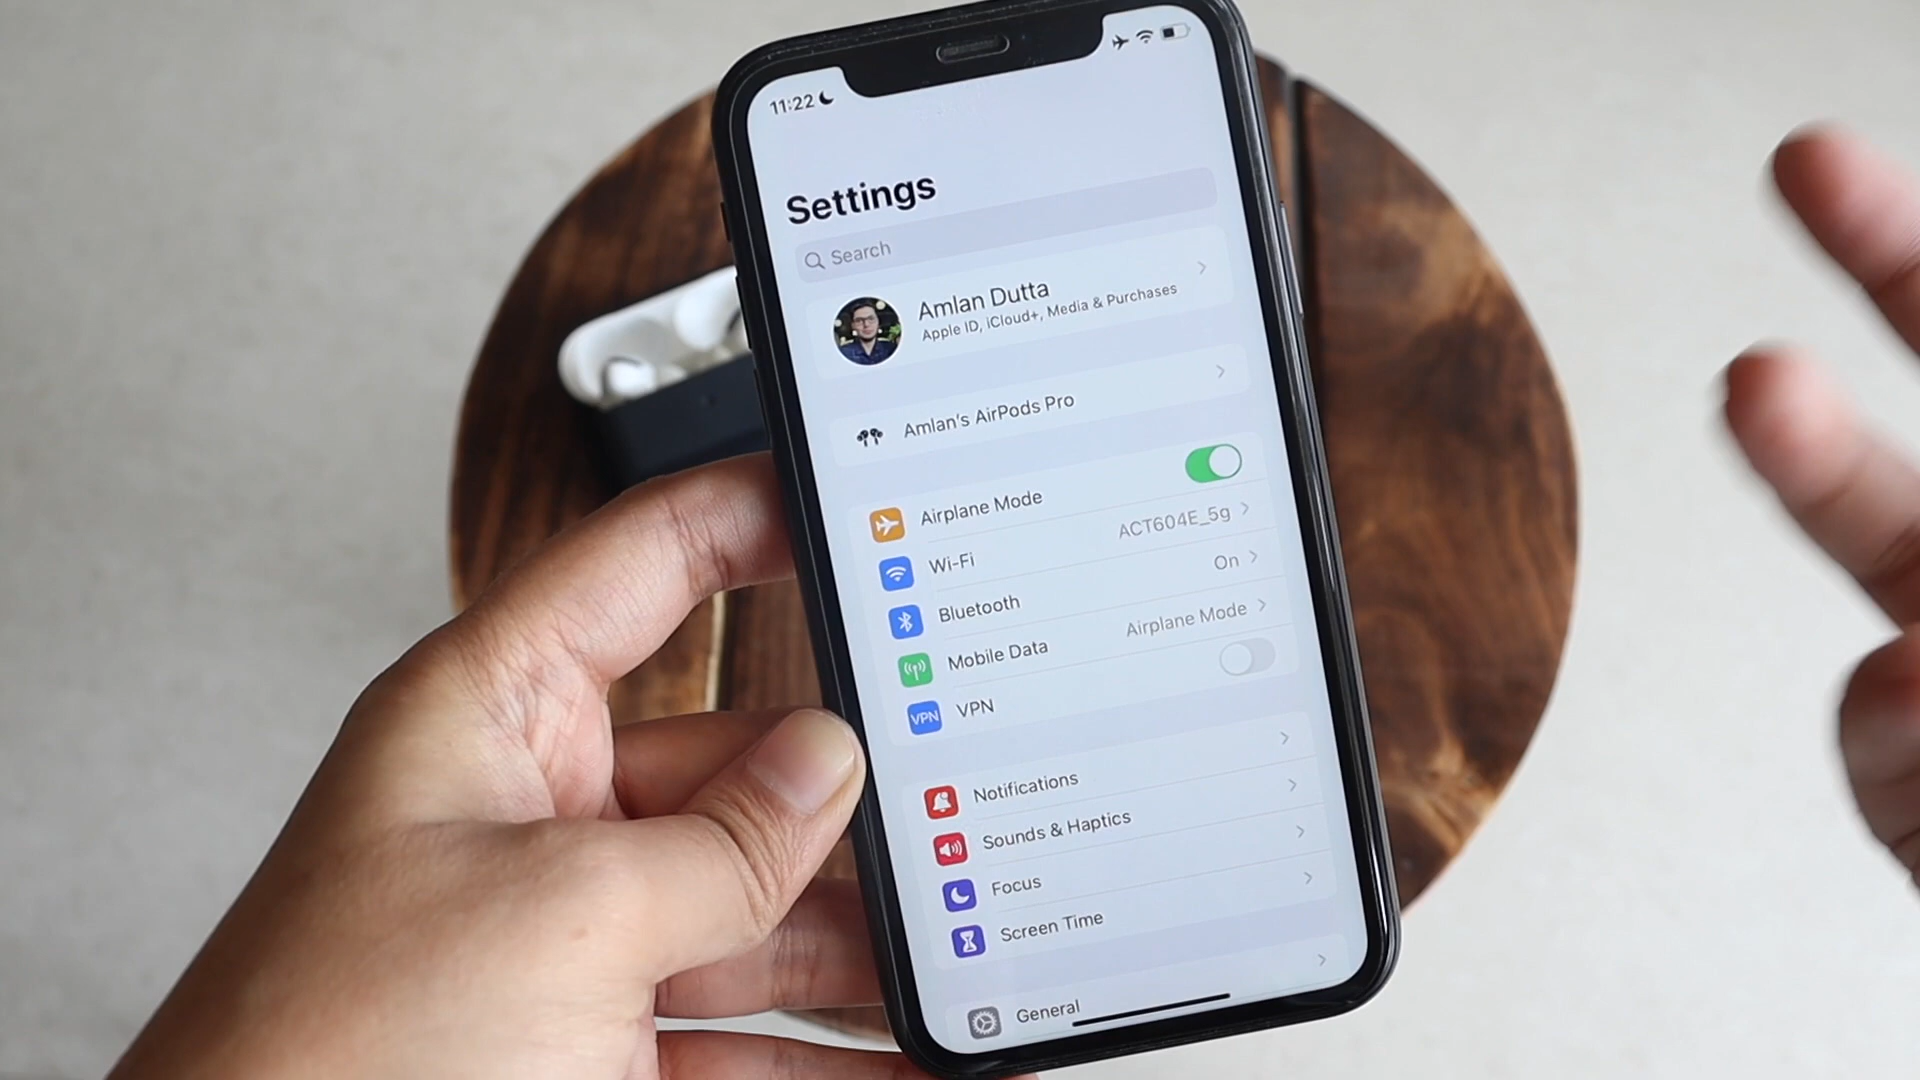 11:22
Settings
Search
Amlan Dutta
Apple ID, iCloud+, Media & Purchases
Amlan's AirPods Pro
Airplane Mode
Wi-Fi ACT604E_5g
Bluetooth On
Mobile Data Airplane Mode
VPN VPN
Notifications
Sounds & Haptics
Focus
Screen Time
General